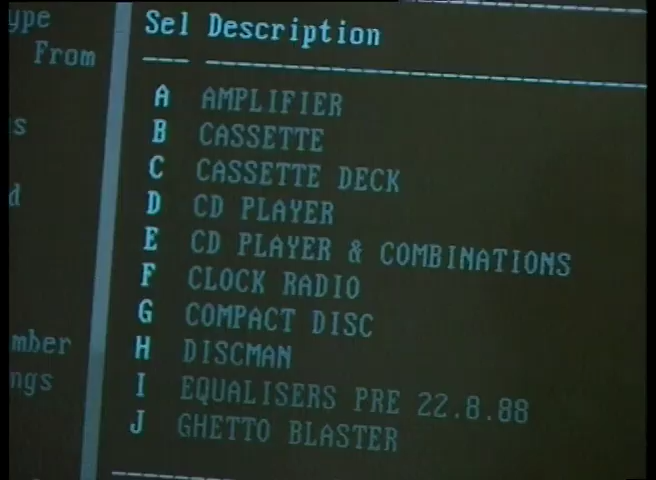 ype
From
s
d
mber
ngs
Sel Description
A AMPLIFIER
B CASSETTE
C CASSETTE DECK
D CD PLAYER
E CD PLAYER & COMBINATIONS
F CLOCK RADIO
G COMPACT DISC
H DISCMAN
I EQUALISERS PRE 22.8.88
J GHETTO BLASTER